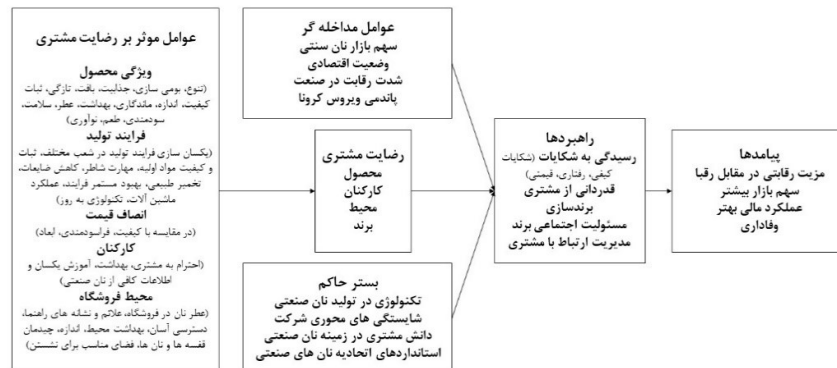 عوامل موثر بر رضایت مشتری
ویژگی محصول
(تنوع، بومی سازی، جذابیت، بافت، تازگی، ثبات
کیفیت، اندازه، ماندگاری، بهداشت، عطر، سلامت،
سودمندی، طعم، نوآوری)
فرایند تولید
(یکسان سازی فرایند تولید در شعب مختلف، ثبات
و کیفیت مواد اولیه، مهارت شاطر، کاهش ضایعات،
تخمیر طبیعی، بهبود مستمر فرایند، عملکرد
ماشین آلات، تکنولوژی به روز)
انصاف قیمت
(در مقایسه با کیفیت، فراسودمندی، ابعاد)
کارکنان
(احترام به مشتری، بهداشت، آموزش یکسان و
اطلاعات کافی از نان صنعتی)
محیط فروشگاه
(عطر نان در فروشگاه، علائم و نشانه های راهنما،
دسترسی آسان، بهداشت محیط، اندازه، چیدمان
قفسه ها و نان ها، فضای مناسب برای نشستن)
عوامل مداخله گر
سهم بازار نان سنتی
وضعیت اقتصادی
شدت رقابت در صنعت
پاندمی ویروس کرونا
رضایت مشتری
محصول
کارکنان
محیط
برند
بستر حاکم
تکنولوژی در تولید نان صنعتی
شایستگی های محوری شرکت
دانش مشتری در زمینه نان صنعتی
استانداردهای اتحادیه نان های صنعتی
راهبردها
رسیدگی به شکایات (شکایات
کیفی، رفتاری، قیمتی)
قدردانی از مشتری
برندسازی
مسئولیت اجتماعی برند
مدیریت ارتباط با مشتری
پیامدها
مزیت رقابتی در مقابل رقبا
سهم بازار بیشتر
عملکرد مالی بهتر
وفاداری